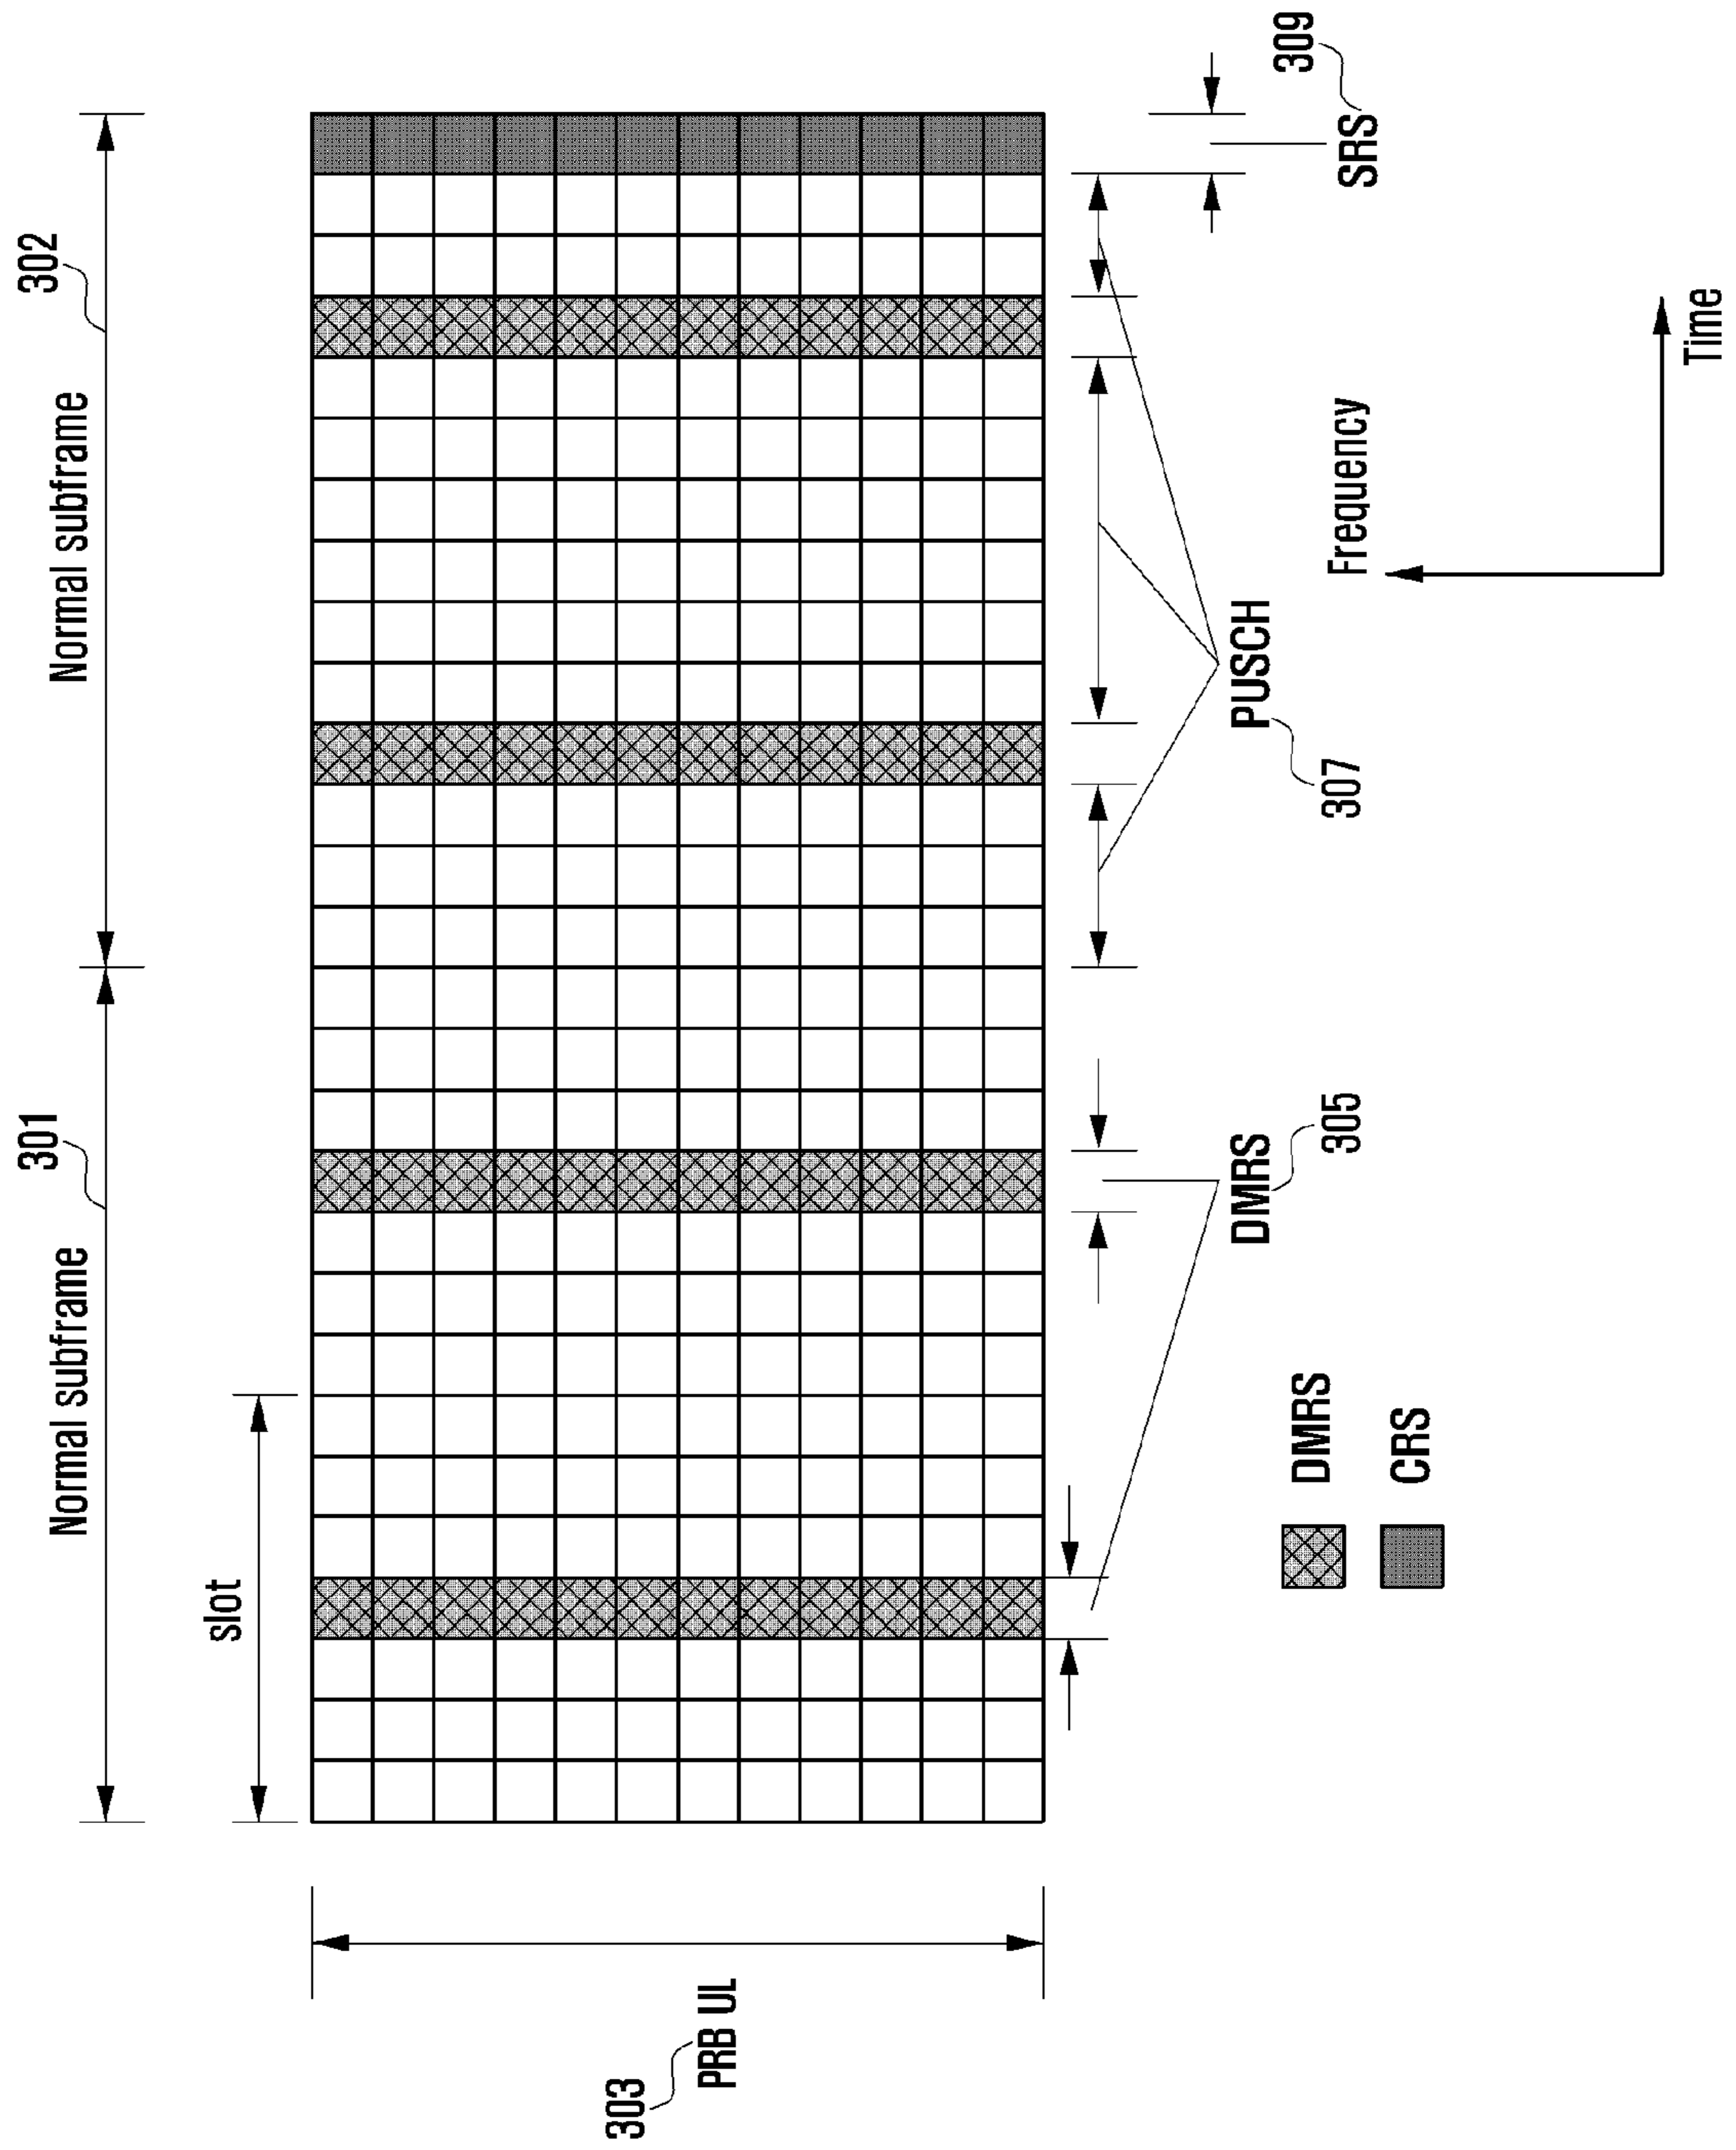 301
302
Normal subframe
Normal subframe
slot
303
PRB UL
DMRS
305
PUSCH
307
SRS
309
DMRS
CRS
Frequency
Time